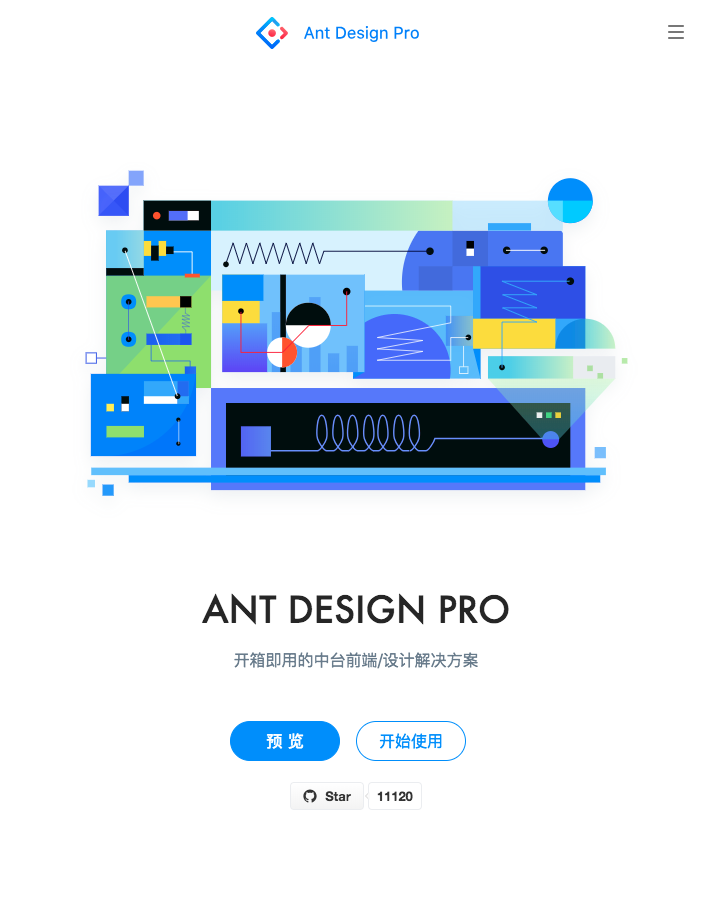 Ant Design Pro
ANT DESIGN PRO
开箱即用的中台前端/设计解决方案
预 览
开始使用
Star
11120